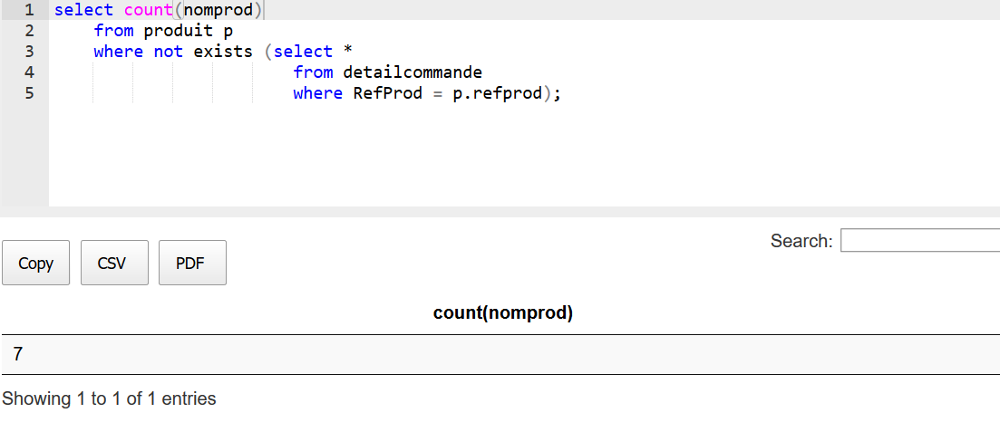 1 select count(nomprod)
2 from produit p
3 where not exists (select *
4 from detailcommande
5 where RefProd = p.refprod);
Search:
Copy CSV PDF
count(nomprod)
7
Showing 1 to 1 of 1 entries